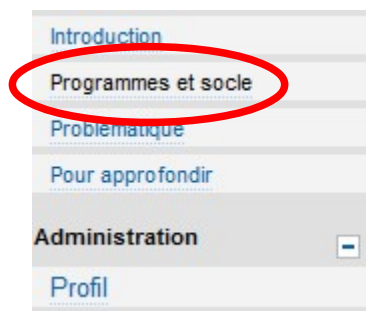 Introduction
Programmes et socle
Problématique
Pour approfondir
Administration
Profil